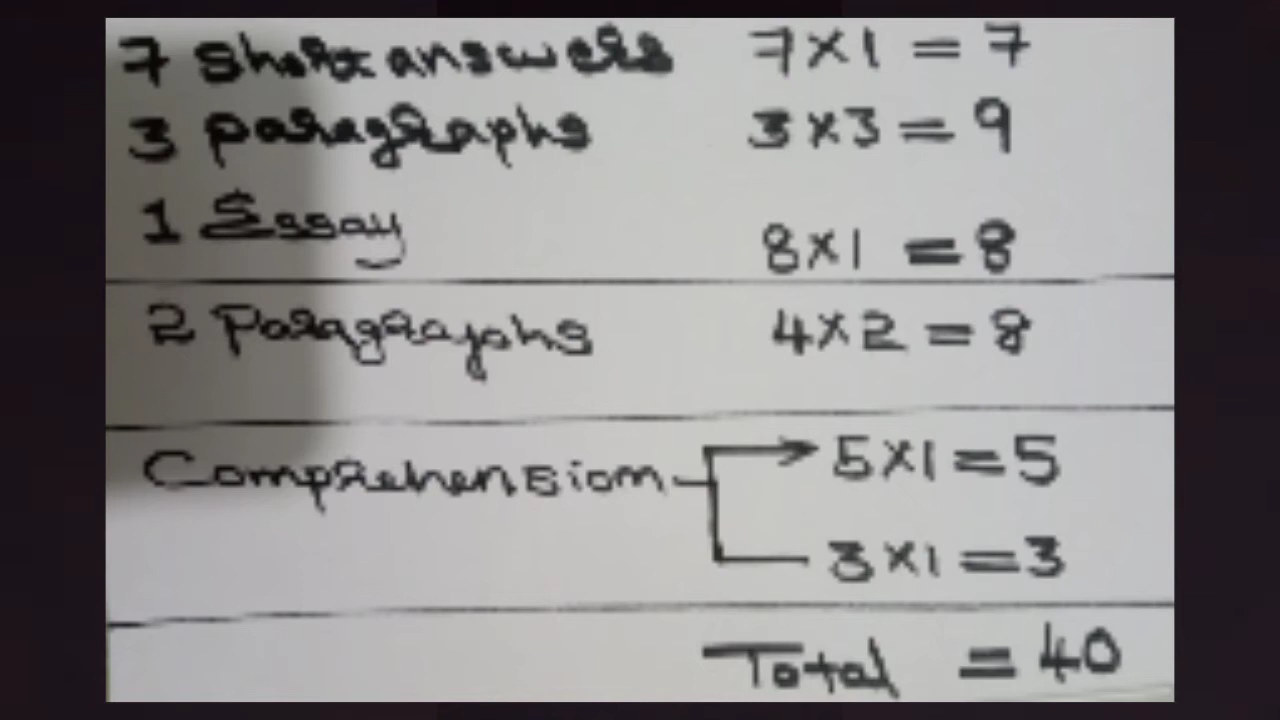 7 Short answers 7×1 = 7
3 paragraphs 3×3 = 9
1 Essay 8×1 = 8
2 Paragraphs 4×2 = 8
Comprehension 5×1 = 5
3×1 = 3
Total = 40